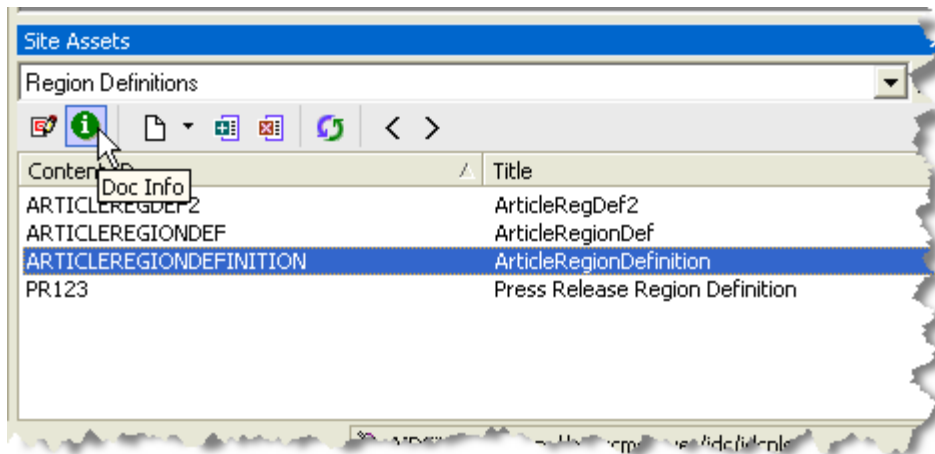 Site Assets
Region Definitions
Doc Info
Title
ARTICLEREGDEF2 ArticleRegDef2
ARTICLEREGIONDEF ArticleRegionDef
ARTICLEREGIONDEFINITION ArticleRegionDefinition
PR123 Press Release Region Definition